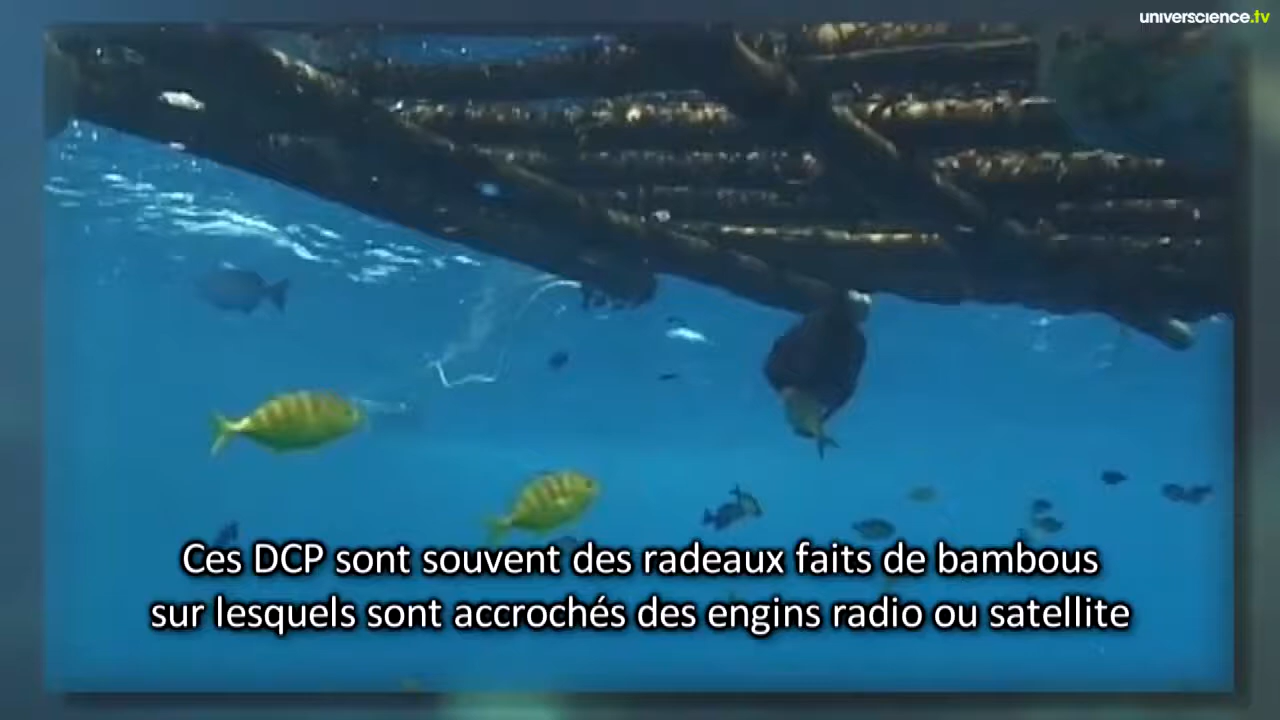 universcience.tv
Ces DCP sont souvent des radeaux faits de bambous
sur lesquels sont accrochés des engins radio ou satellite